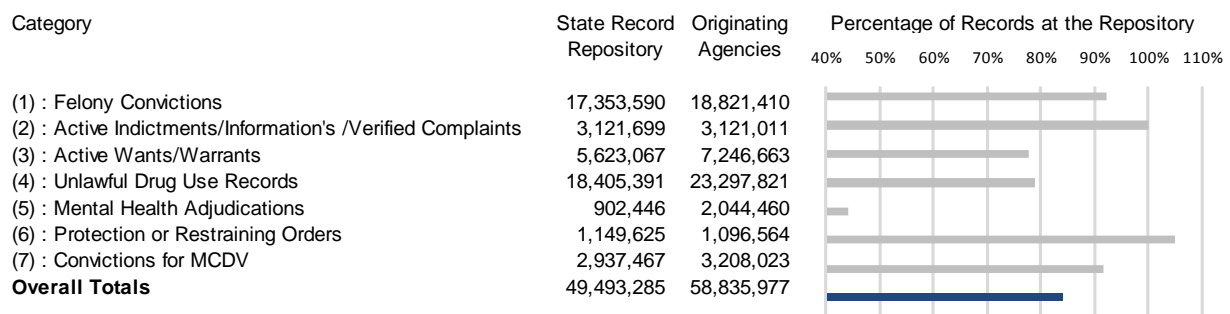 Category State Record Originating Percentage of Records at the Repository
Repository Agencies
40% 50% 60% 70% 80% 90% 100% 110%
(1) : Felony Convictions 17,353,590 18,821,410
(2) : Active Indictments/Information's /Verified Complaints 3,121,699 3,121,011
(3) : Active Wants/Warrants 5,623,067 7,246,663
(4) : Unlawful Drug Use Records 18,405,391 23,297,821
(5) : Mental Health Adjudications 902,446 2,044,460
(6) : Protection or Restraining Orders 1,149,625 1,096,564
(7) : Convictions for MCDV 2,937,467 3,208,023
Overall Totals 49,493,285 58,835,977